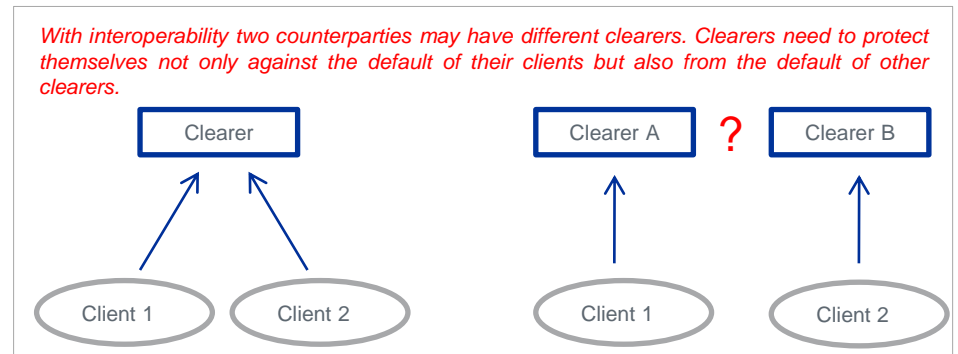 With interoperability two counterparties may have different clearers. Clearers need to protect
themselves not only against the default of their clients but also from the default of other
clearers.
Clearer
Clearer A
?
Clearer B
Client 1
Client 2
Client 1
Client 2